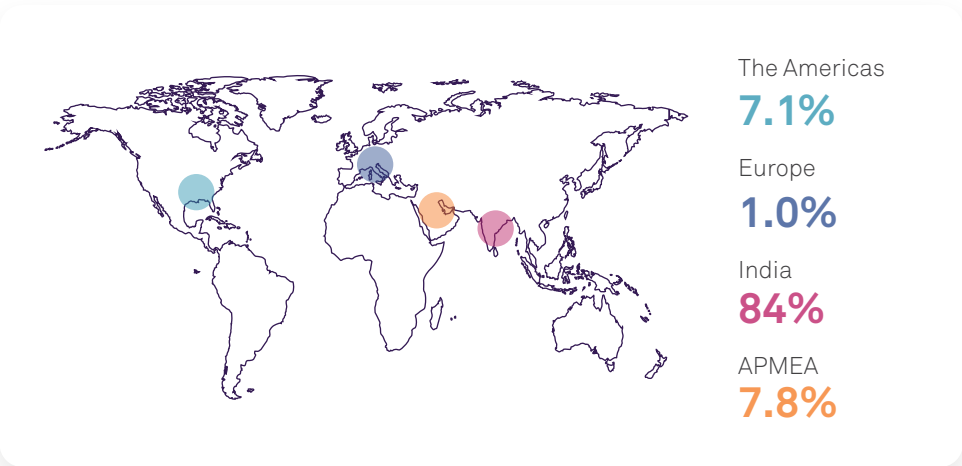 The Americas
7.1%
Europe
1.0%
India
84%
APMEA
7.8%